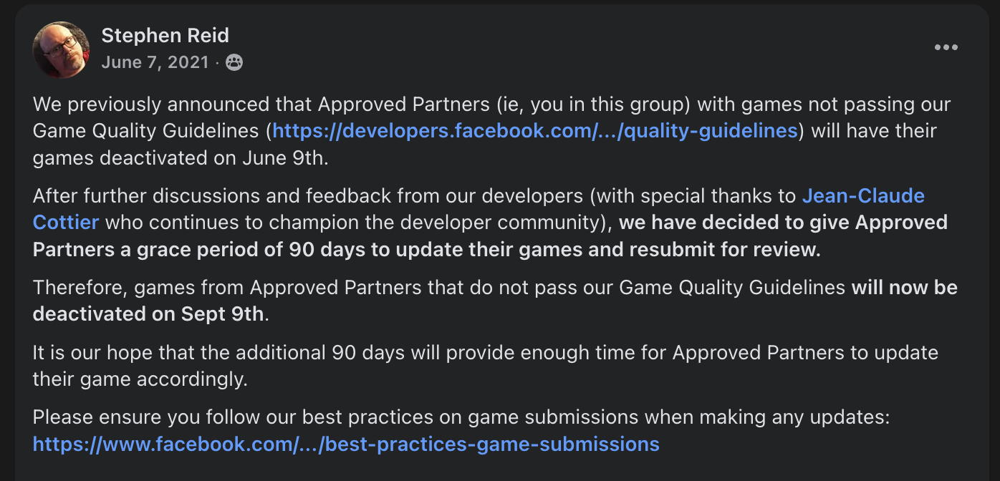 Stephen Reid
June 7, 2021 ·
We previously announced that Approved Partners (ie, you in this group) with games not passing our
Game Quality Guidelines (https://developers.facebook.com/.../quality-guidelines) will have their
games deactivated on June 9th.
After further discussions and feedback from our developers (with special thanks to Jean-Claude
Cottier who continues to champion the developer community), we have decided to give Approved
Partners a grace period of 90 days to update their games and resubmit for review.
Therefore, games from Approved Partners that do not pass our Game Quality Guidelines will now be
deactivated on Sept 9th.
It is our hope that the additional 90 days will provide enough time for Approved Partners to update
their game accordingly.
Please ensure you follow our best practices on game submissions when making any updates:
https://www.facebook.com/.../best-practices-game-submissions